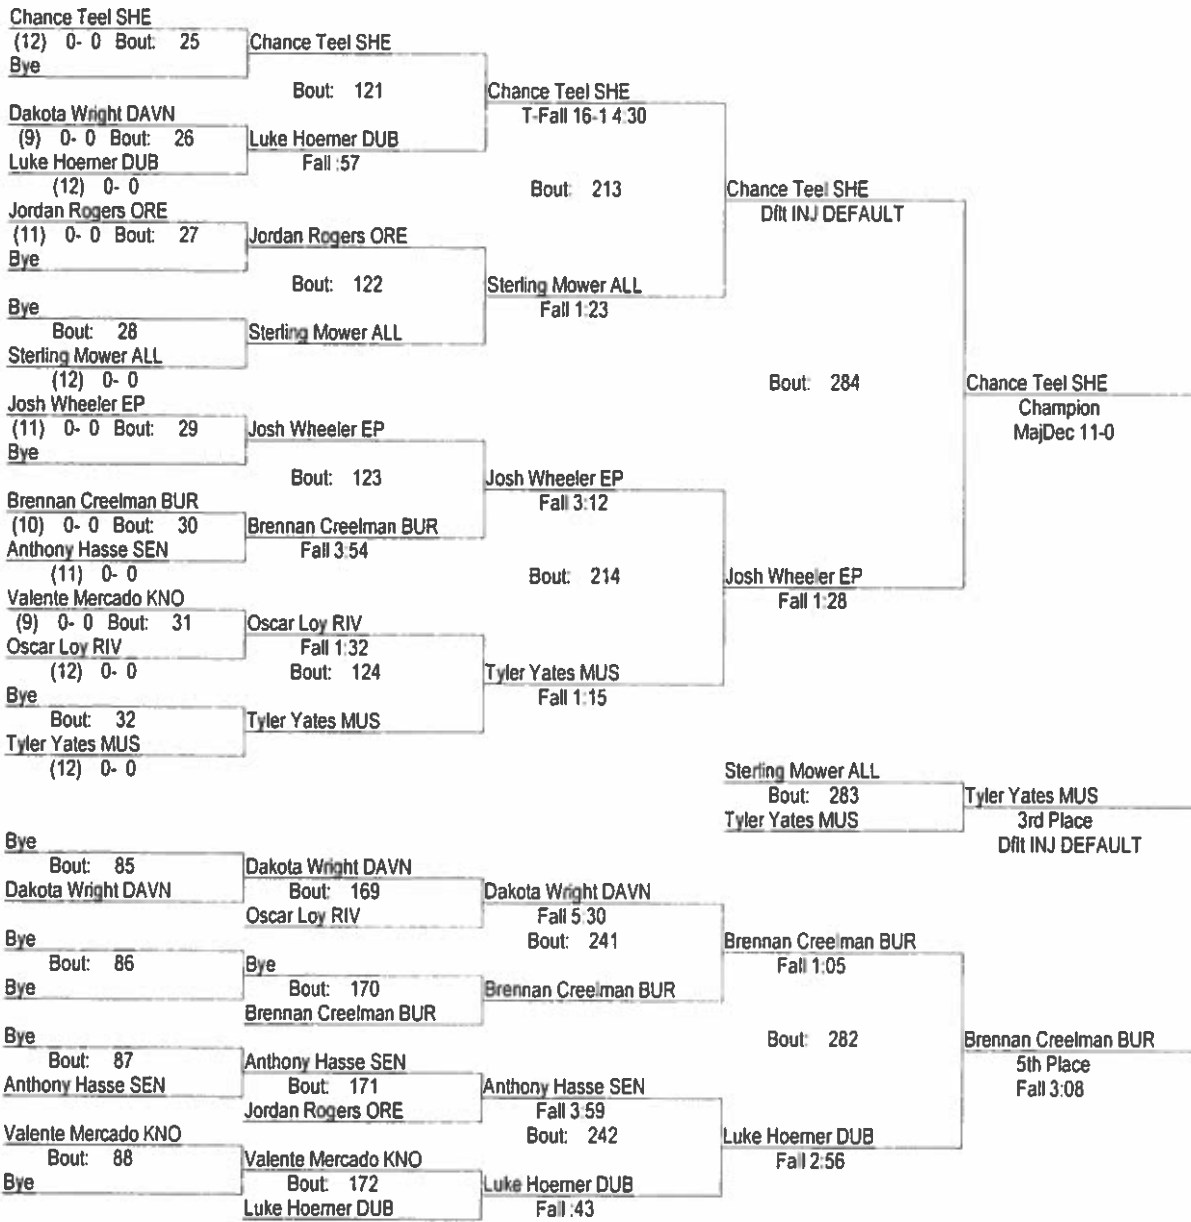 Chance Teel SHE
(12) 0- 0 Bout: 25
Bye
Chance Teel SHE
Bout: 121
Dakota Wright DAVN
(9) 0- 0 Bout: 26
Luke Hoerner DUB
(12) 0- 0
Luke Hoerner DUB
Fall :57
Chance Teel SHE
T-Fall 16-1 4:30
Bout: 213
Jordan Rogers ORE
(11) 0- 0 Bout: 27
Bye
Jordan Rogers ORE
Bout: 122
Bye
Bout: 28
Sterling Mower ALL
(12) 0- 0
Sterling Mower ALL
Sterling Mower ALL
Fall 1:23
Chance Teel SHE
Dflt INJ DEFAULT
Bout: 284
Josh Wheeler EP
(11) 0- 0 Bout: 29
Bye
Josh Wheeler EP
Bout: 123
Brennan Creelman BUR
(10) 0- 0 Bout: 30
Anthony Hasse SEN
(11) 0- 0
Brennan Creelman BUR
Fall 3:54
Josh Wheeler EP
Fall 3:12
Bout: 214
Valente Mercado KNO
(9) 0- 0 Bout: 31
Oscar Loy RIV
(12) 0- 0
Oscar Loy RIV
Fall 1:32
Bout: 124
Bye
Bout: 32
Tyler Yates MUS
(12) 0- 0
Tyler Yates MUS
Tyler Yates MUS
Fall 1:15
Josh Wheeler EP
Fall 1:28
Chance Teel SHE
Champion
MajDec 11-0
Sterling Mower ALL
Bout: 283
Tyler Yates MUS
Tyler Yates MUS
3rd Place
Dflt INJ DEFAULT
Bye
Bout: 85
Dakota Wright DAVN
Dakota Wright DAVN
Bout: 169
Oscar Loy RIV
Dakota Wright DAVN
Fall 5:30
Bout: 241
Bye
Bout: 86
Bye
Bye
Bout: 170
Brennan Creelman BUR
Brennan Creelman BUR
Brennan Creelman BUR
Fall 1:05
Bout: 282
Bye
Bout: 87
Anthony Hasse SEN
Anthony Hasse SEN
Bout: 171
Jordan Rogers ORE
Anthony Hasse SEN
Fall 3:59
Bout: 242
Valente Mercado KNO
Bout: 88
Bye
Valente Mercado KNO
Bout: 172
Luke Hoerner DUB
Luke Hoerner DUB
Fall :43
Luke Hoerner DUB
Fall 2:56
Brennan Creelman BUR
5th Place
Fall 3:08